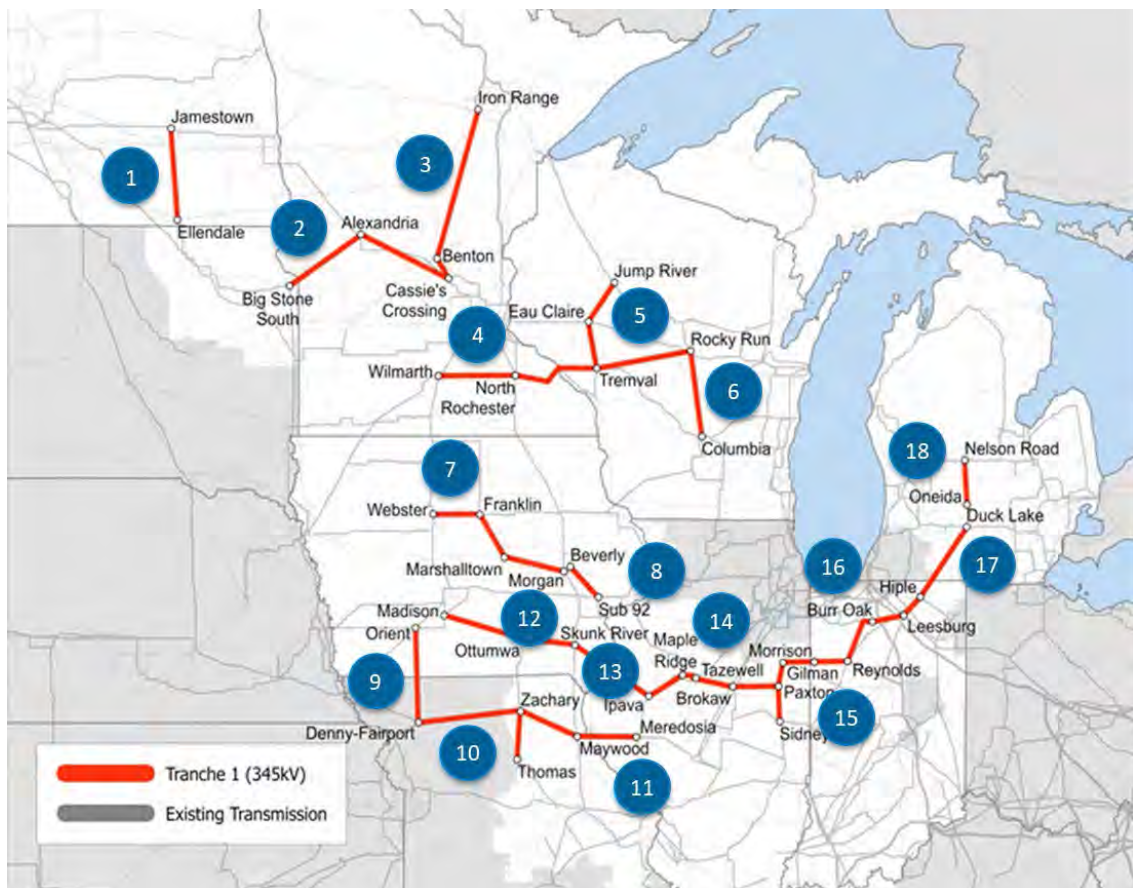 Iron Range
Jamestown
3
1
2
Alexandria
Ellendale
Benton
Jump River
Big Stone
South
Cassie's
Crossing
Eau Claire
5
4
Rocky Run
Wilmarth
North
Rochester
Tremval
6
Columbia
18
Nelson Road
7
Oneida
Webster
Franklin
Duck Lake
Marshalltown
Morgan
Beverly
8
16
17
Hiple
Sub 92
Madison
Orient
12
14
Burr Oak
Leesburg
Ottumwa
Skunk River
Maple
Ridge
Morrison
13
Tazewell
Gilman
Reynolds
9
Brokaw
Paxton
Zachary
Ipava
15
Denny-Fairport
Meredosia
Sidney
10
Maywood
Thomas
11
Tranche 1 (345kV)
Existing Transmission